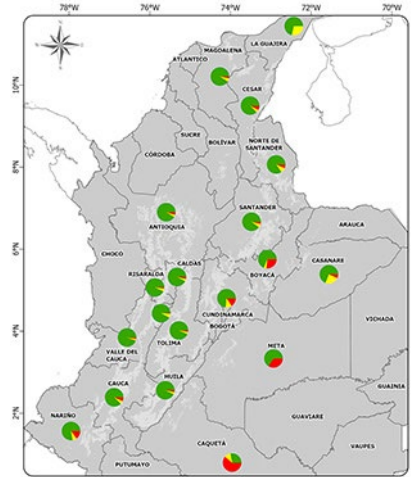 78°W 76°W 74°W 72°W 70°W
MAGDALENA
LA GUAJIRA
ATLANTICO
10°N
CESAR
SUCRE
BOLÍVAR
NORTE DE
SANTANDER
CÓRDOBA
8°N
SANTANDER
ANTIOQUIA
ARAUCA
6°N
CHOCO
CALDAS
RISARALDA
BOYACÁ
CASANARE
CUNDINAMARCA
BOGOTÁ
VICHADA
4°N
TOLIMA
VALLE DEL
CAUCA
META
HUILA
GUAINIA
CAUCA
2°N
NARIÑO
GUAVIARE
CAQUETÁ
VAUPES
PUTUMAYO